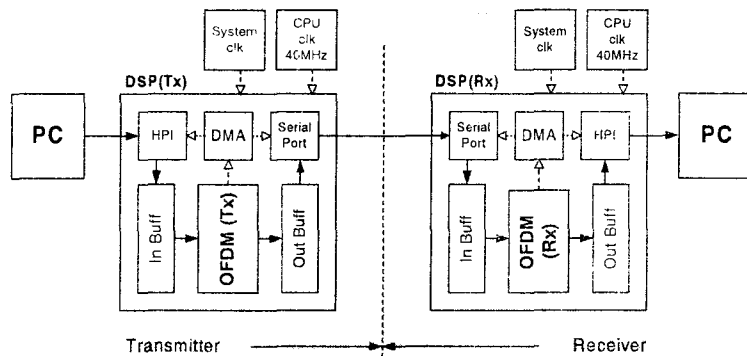 System
clk
CPU
clk
40MHz
System
clk
CPU
clk
40MHz
DSP(Tx)
DSP(Rx)
PC
HPI
DMA
Serial
Port
Serial
Port
DMA
HPI
PC
In Buff
OFDM (Tx)
Out Buff
In Buff
OFDM
(Rx)
Out Buff
Transmitter
Receiver